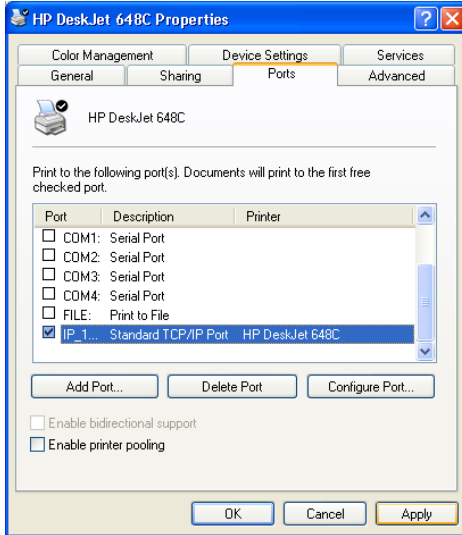 HP DeskJet 648C Properties
Color Management Device Settings Services
General Sharing Ports Advanced
HP DeskJet 648C
Print to the following port(s). Documents will print to the first free
checked port.
Port Description Printer
COM1: Serial Port
COM2: Serial Port
COM3: Serial Port
COM4: Serial Port
FILE: Print to File
IP_1... Standard TCP/IP Port HP DeskJet 648C
Add Port... Delete Port Configure Port...
Enable bidirectional support
Enable printer pooling
OK Cancel Apply